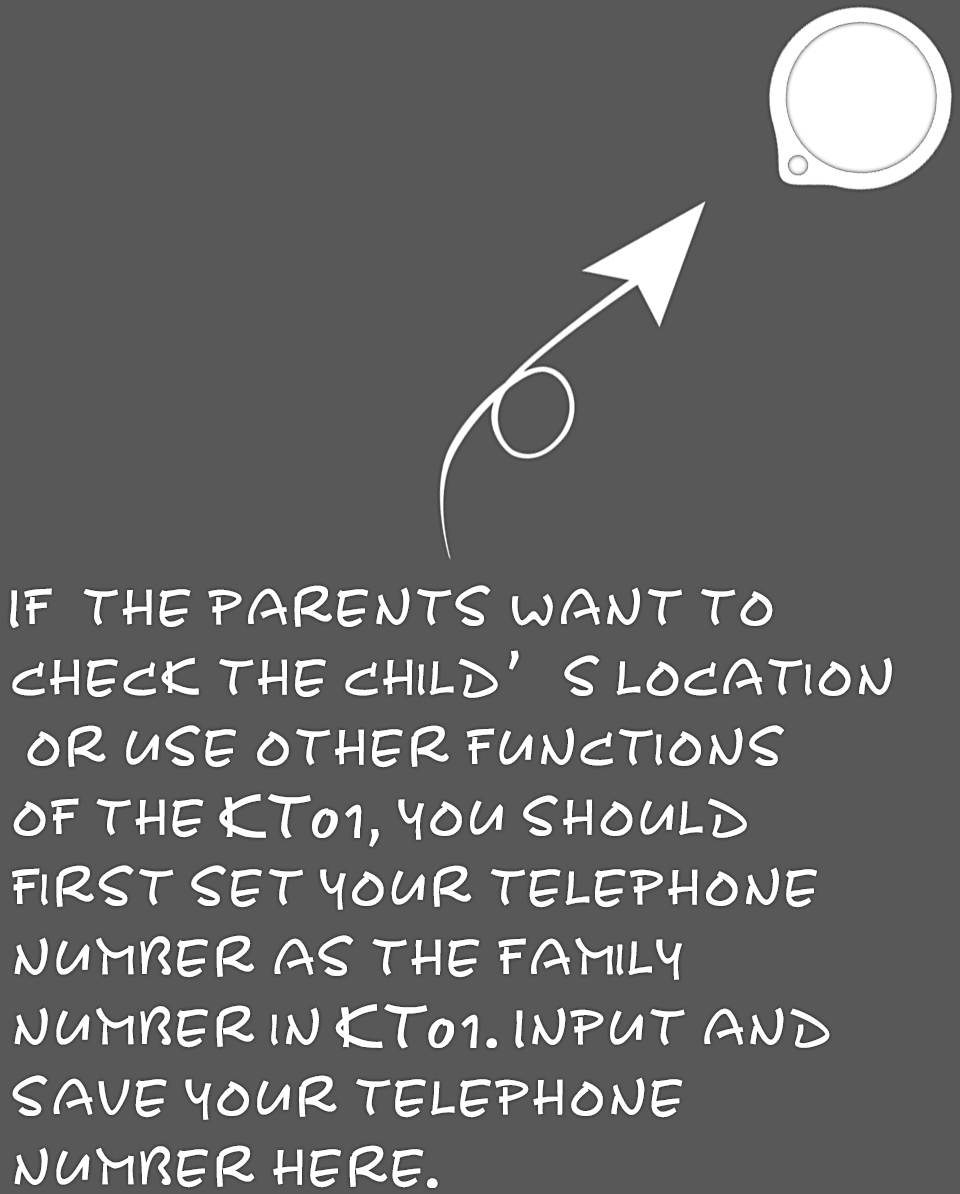 IF THE PARENTS WANT TO
CHECK THE CHILD’ S LOCATION
OR USE OTHER FUNCTIONS
OF THE KT01, YOU SHOULD
FIRST SET YOUR TELEPHONE
NUMBER AS THE FAMILY
NUMBER IN KT01. INPUT AND
SAVE YOUR TELEPHONE
NUMBER HERE.